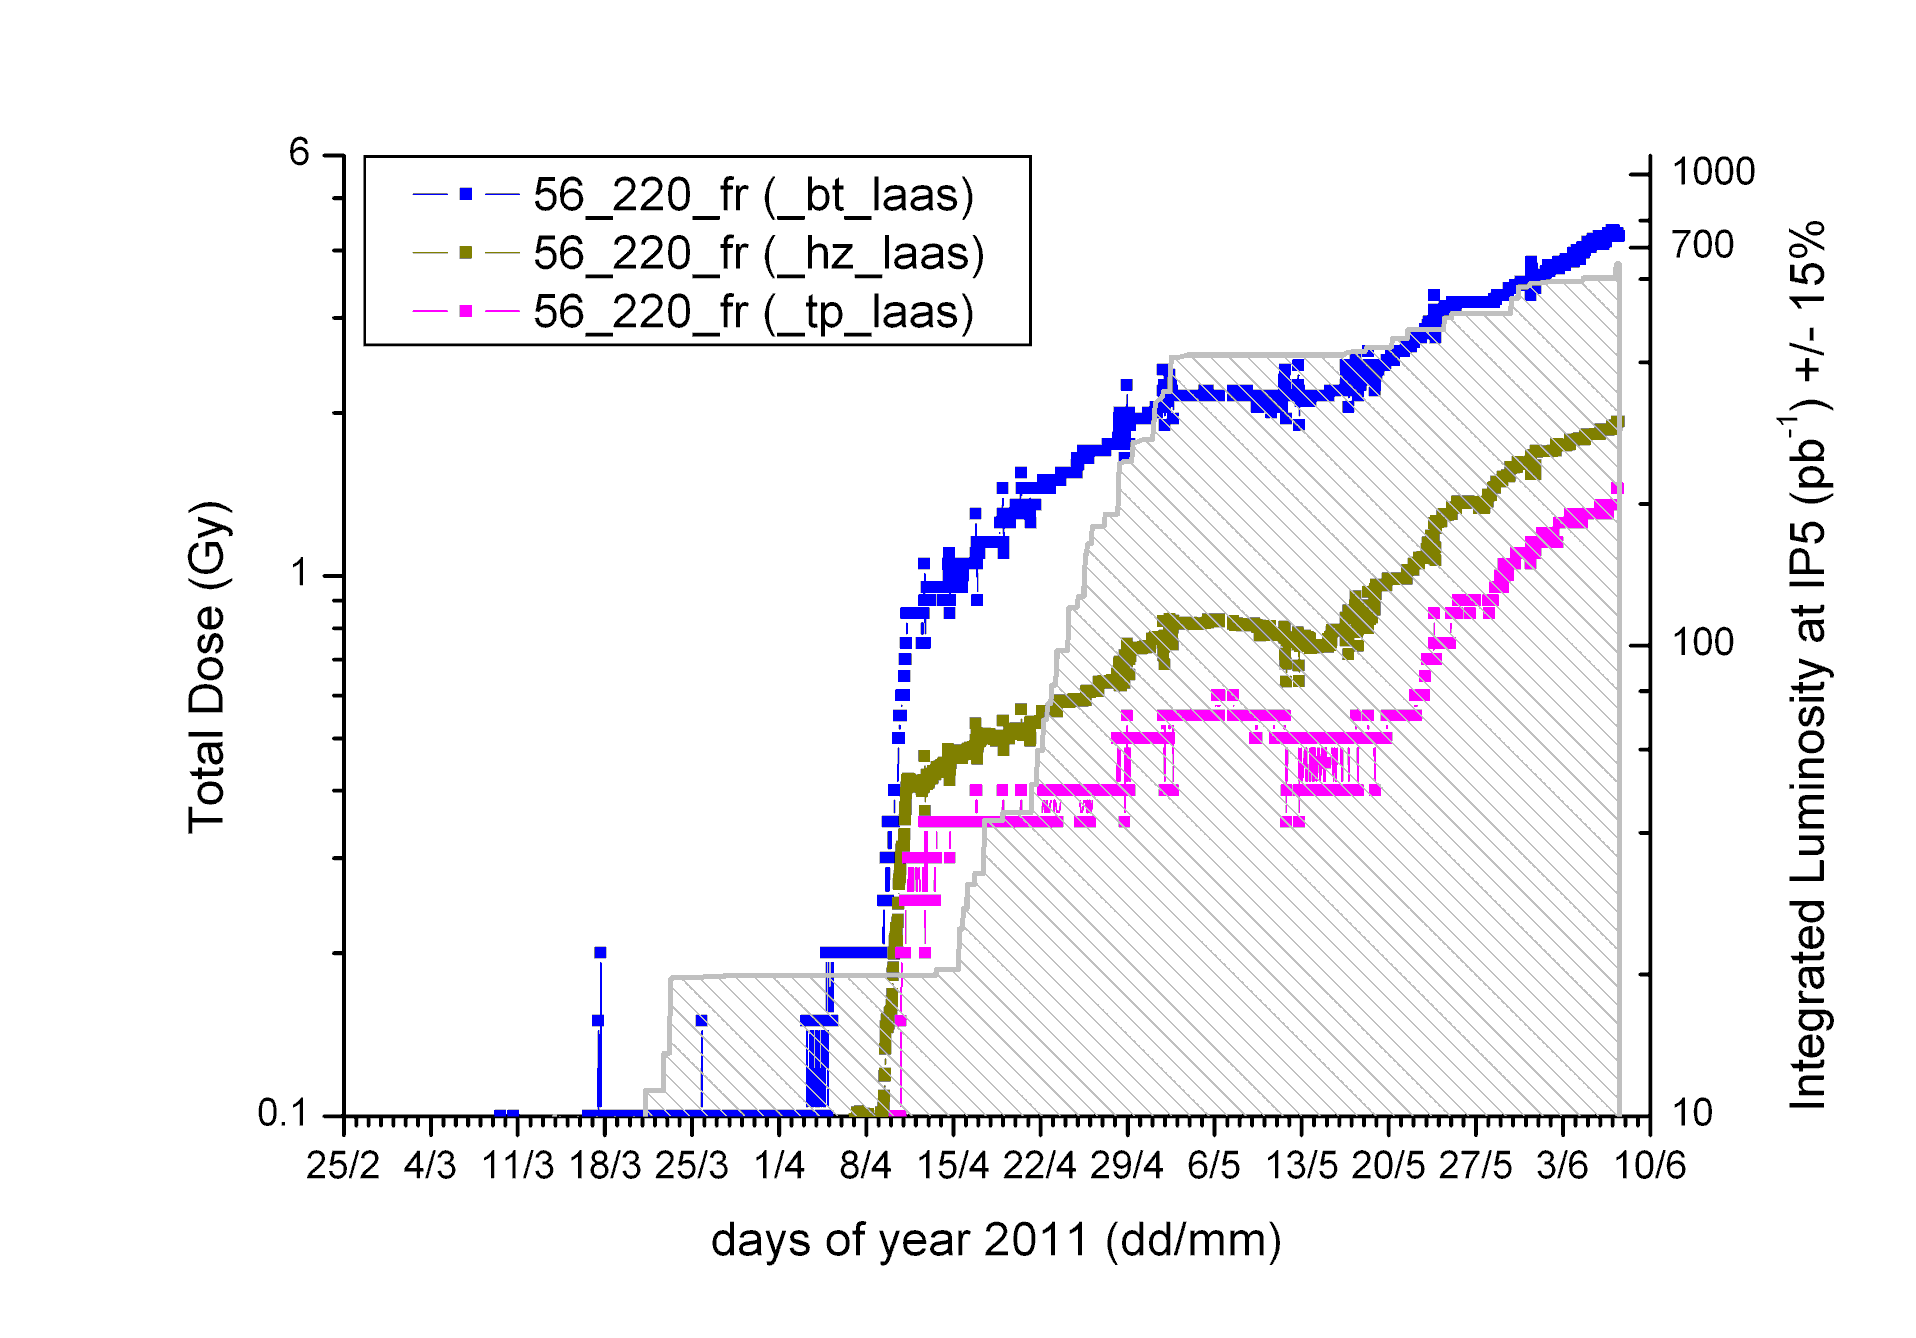 6
1
0.1
Total Dose (Gy)
56_220_fr (_bt_laas)
56_220_fr (_hz_laas)
56_220_fr (_tp_laas)
1000
700
100
10
Integrated Luminosity at IP5 (pb⁻¹) +/- 15%
25/2 4/3 11/3 18/3 25/3 1/4 8/4 15/4 22/4 29/4 6/5 13/5 20/5 27/5 3/6 10/6
days of year 2011 (dd/mm)